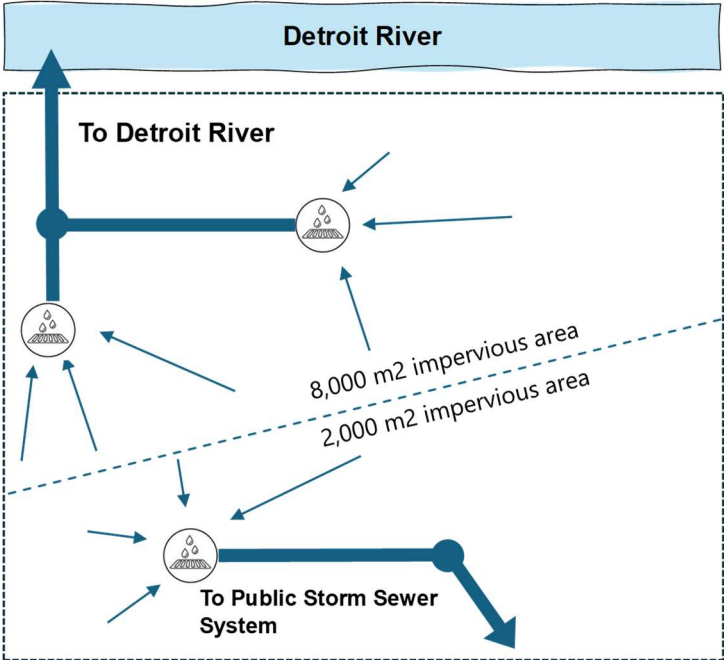 Detroit River
To Detroit River
8,000 m2 impervious area
2,000 m2 impervious area
To Public Storm Sewer
System